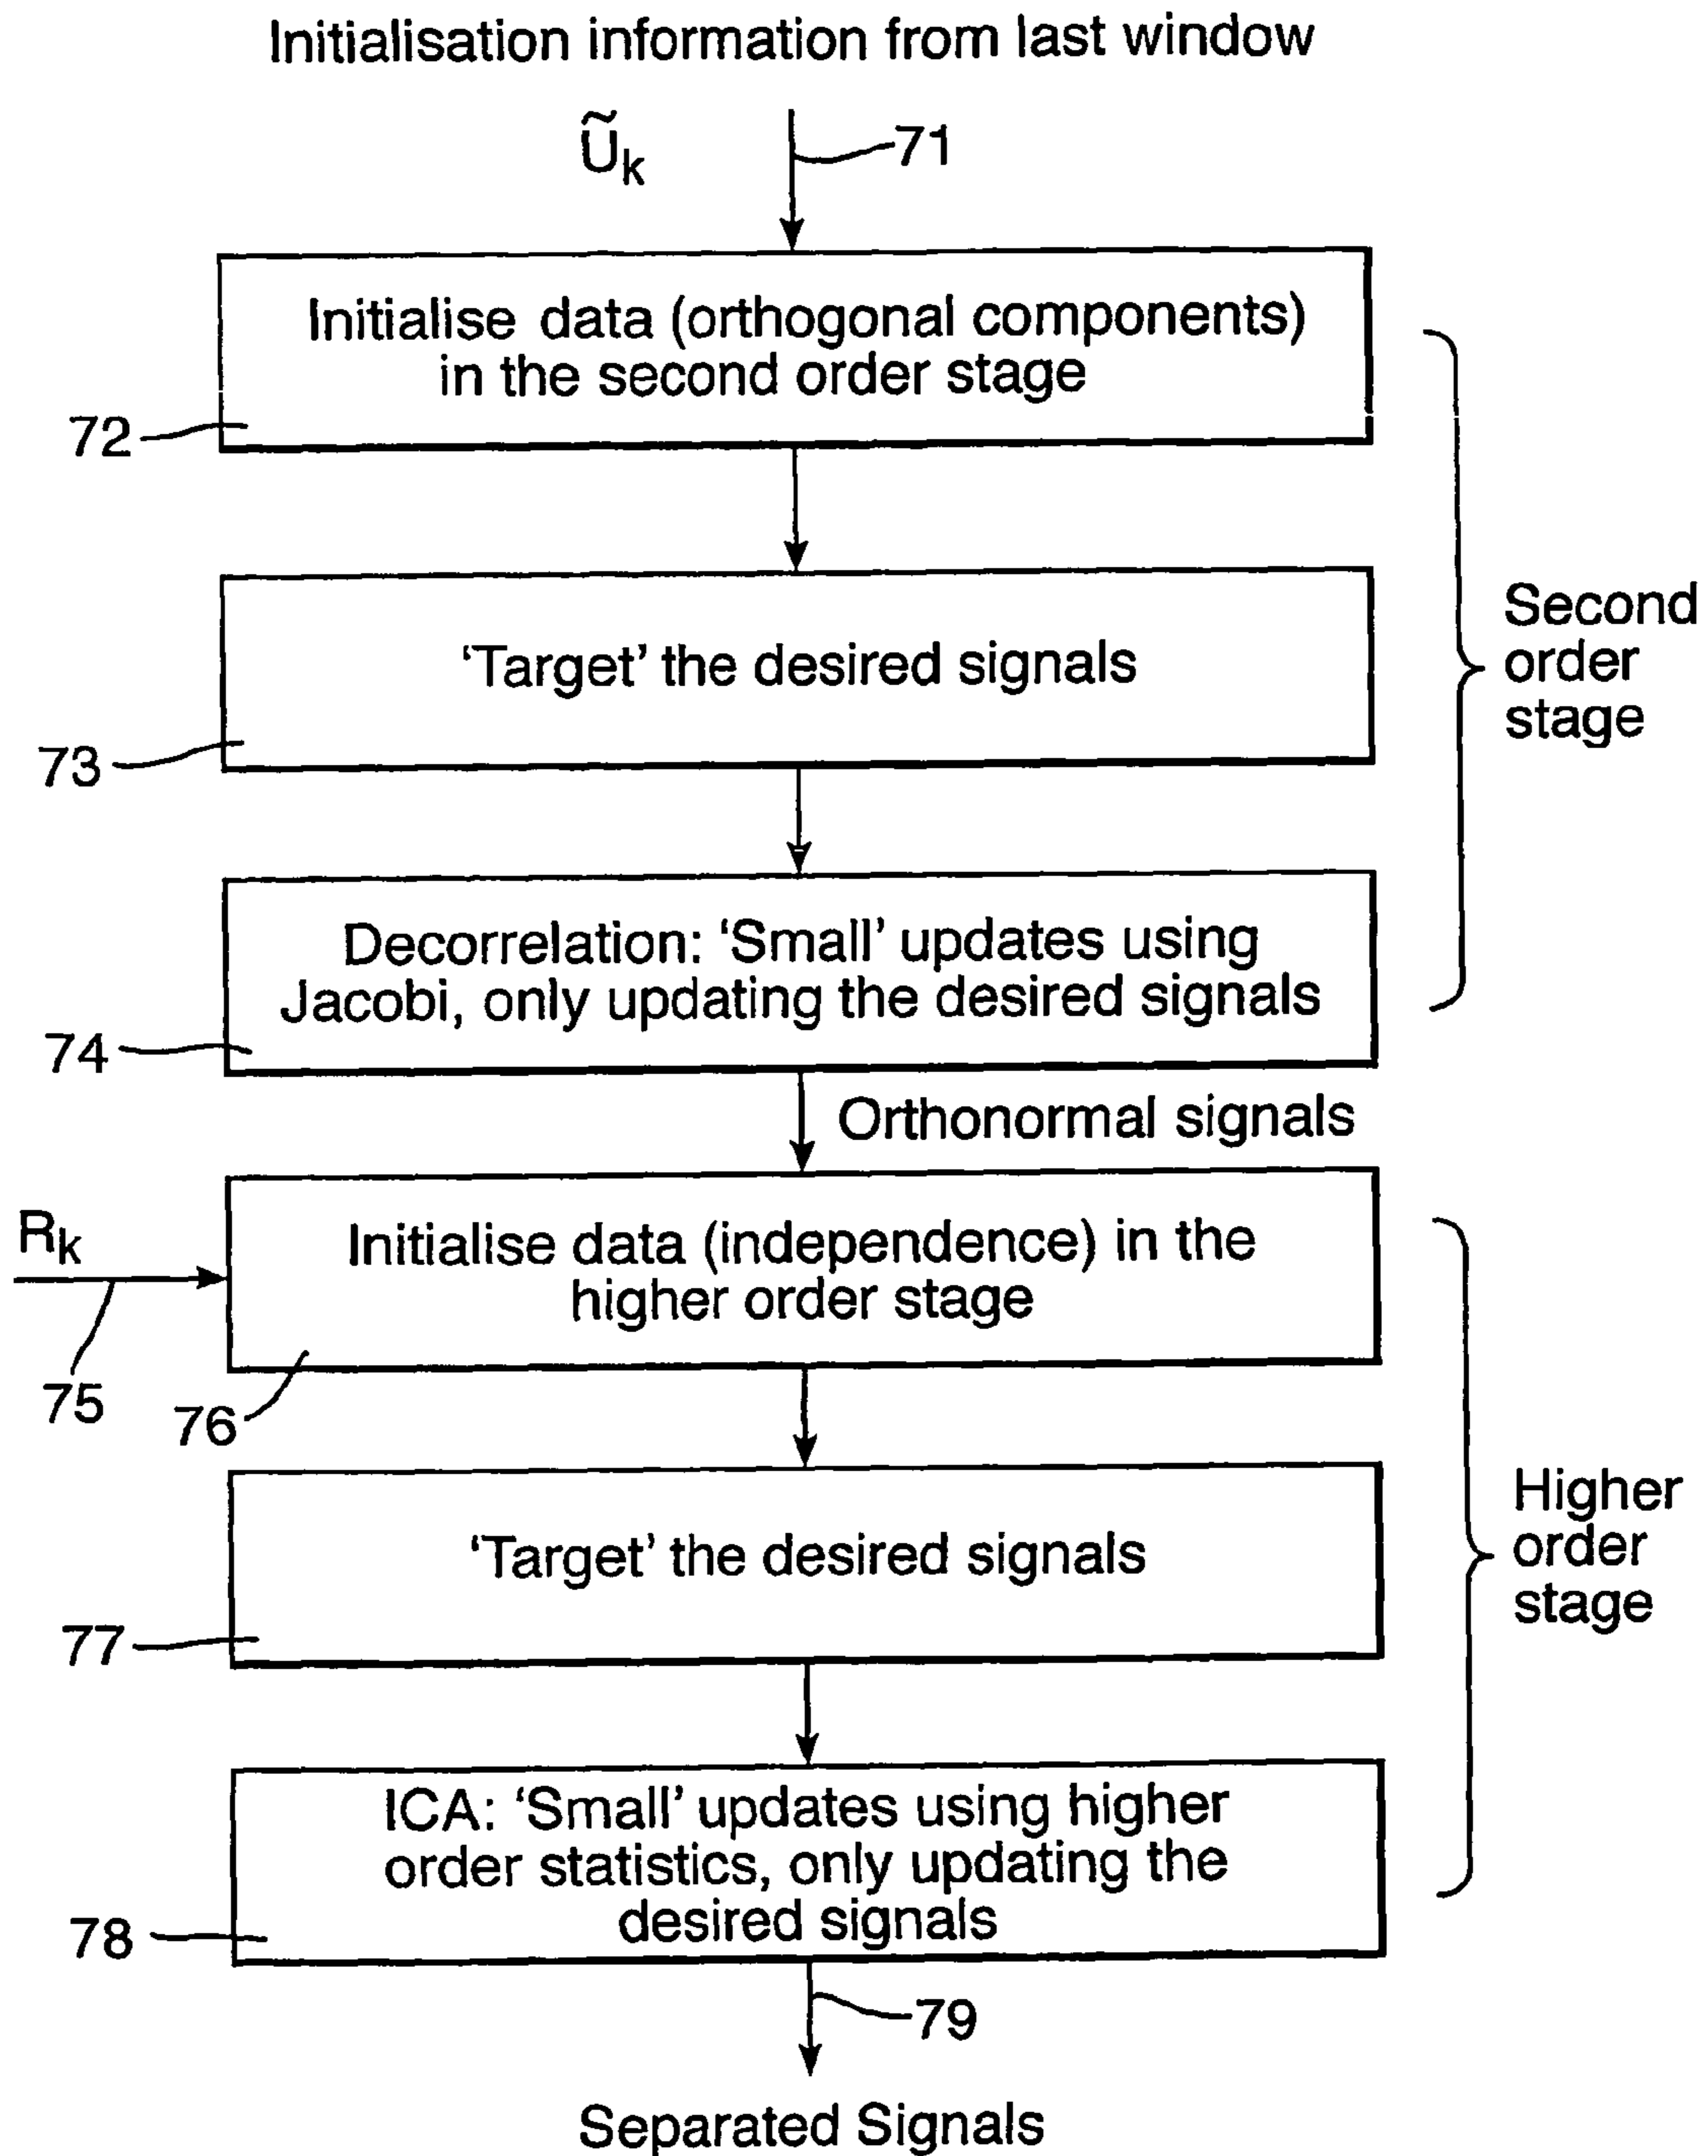 Initialisation information from last window
Ũk
71
Initialise data (orthogonal components)
in the second order stage
72
'Target' the desired signals
73
Second
order
stage
Decorrelation: 'Small' updates using
Jacobi, only updating the desired signals
74
Orthonormal signals
Rk
75
Initialise data (independence) in the
higher order stage
76
'Target' the desired signals
77
Higher
order
stage
ICA: 'Small' updates using higher
order statistics, only updating the
desired signals
78
79
Separated Signals